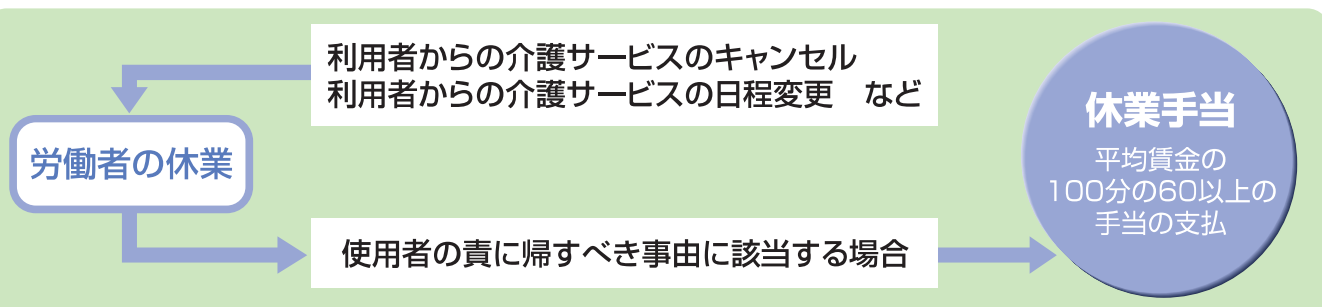 利用者からの介護サービスのキャンセル
利用者からの介護サービスの日程変更　など
労働者の休業
使用者の責に帰すべき事由に該当する場合
休業手当
平均賃金の
100分の60以上の
手当の支払